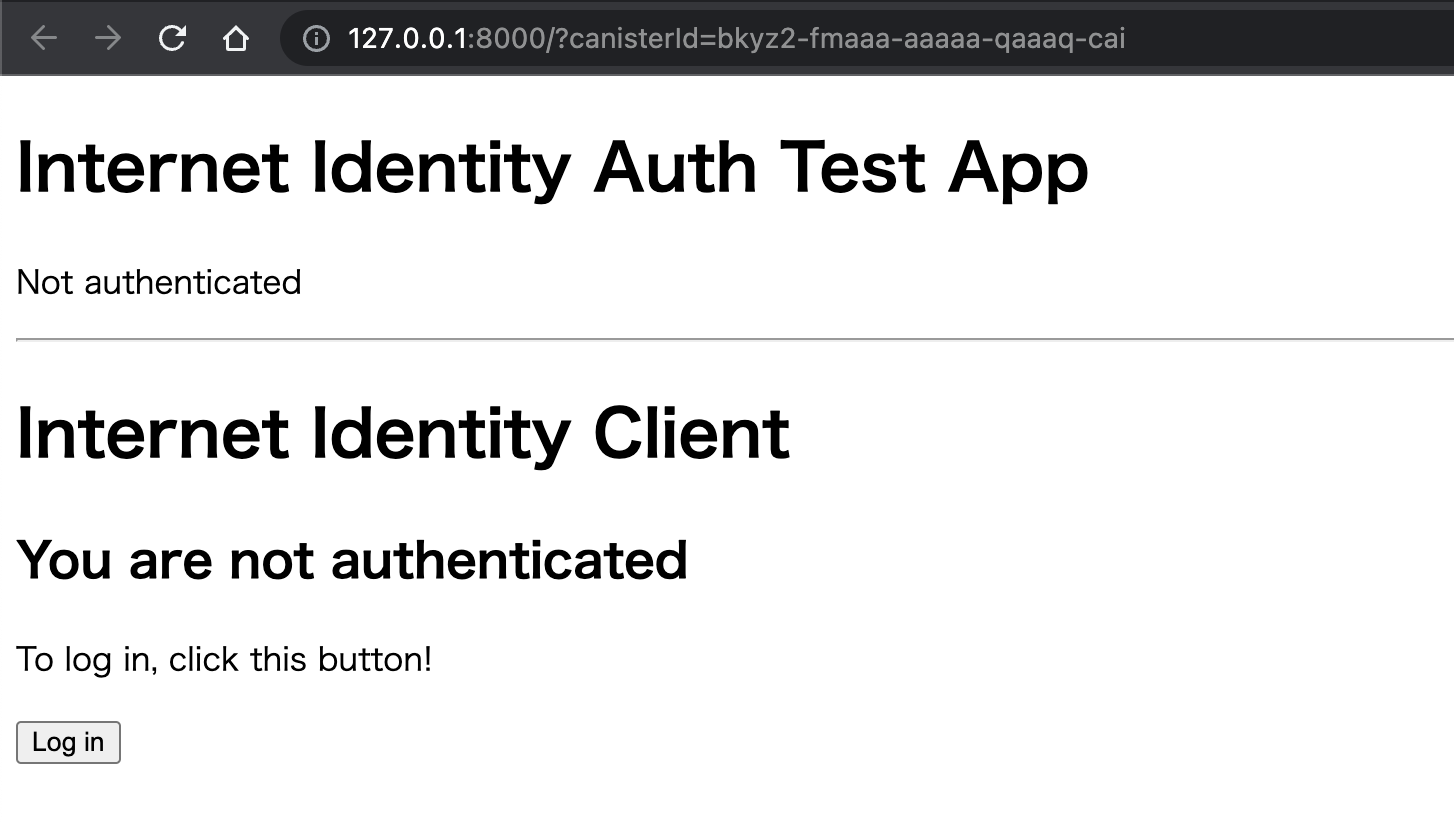 127.0.0.1:8000/?canisterId=bkyz2-fmaaa-aaaaa-qaaaq-cai
Internet Identity Auth Test App
Not authenticated
Internet Identity Client
You are not authenticated
To log in, click this button!
Log in